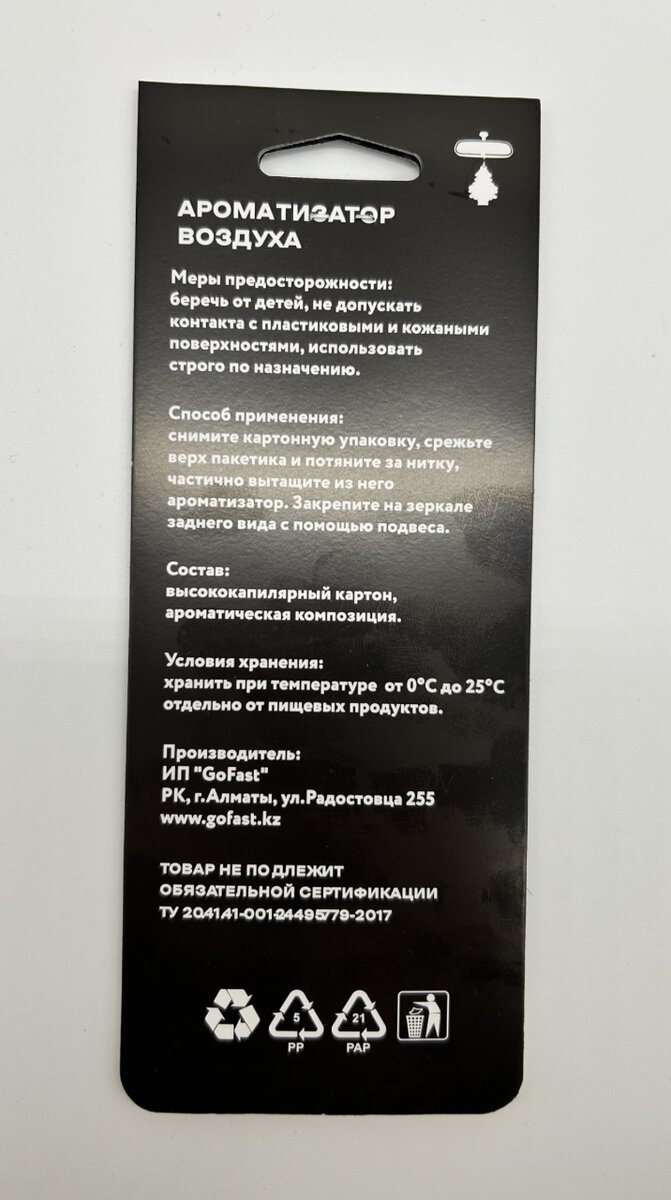 АРОМАТИЗАТОР
ВОЗДУХА
Меры предосторожности:
беречь от детей, не допускать
контакта с пластиковыми и кожаными
поверхностями, использовать
строго по назначению.
Способ применения:
снимите картонную упаковку, срежьте
верх пакетика и потяните за нитку,
частично вытащите из него
ароматизатор. Закрепите на зеркале
заднего вида с помощью подвеса.
Состав:
высококапилярный картон,
ароматическая композиция.
Условия хранения:
хранить при температуре от 0°C до 25°C
отдельно от пищевых продуктов.
Производитель:
ИП "GoFast"
РК, г.Алматы, ул.Радостовца 255
www.gofast.kz
ТОВАР НЕ ПОДЛЕЖИТ
ОБЯЗАТЕЛЬНОЙ СЕРТИФИКАЦИИ
ТУ 20.41.41-001-24495779-2017
5 21
PP PAP